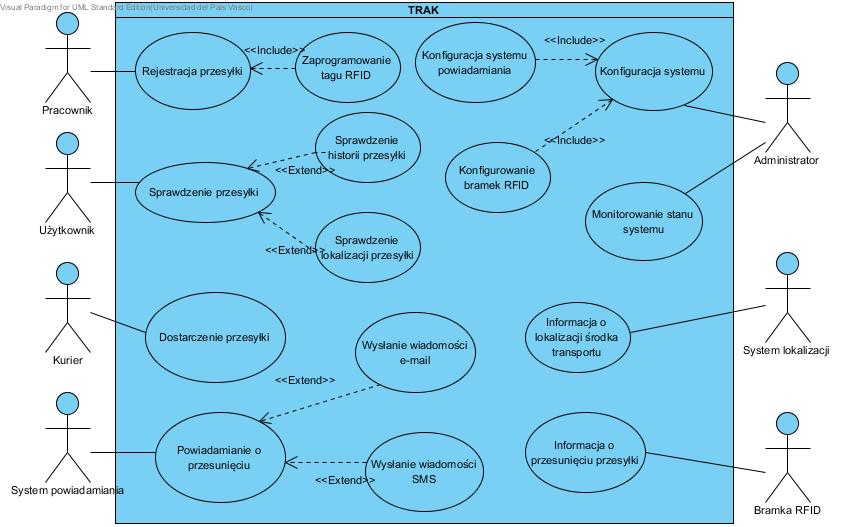 Visual Paradigm for UML Standard Edition(Universidad del Pais Vasco)
TRAK
Pracownik
Rejestracja przesyłki
<<Include>>
Zaprogramowanie
tagu RFID
Konfiguracja systemu
powiadamiania
<<Include>>
Konfiguracja systemu
Administrator
Użytkownik
Sprawdzenie przesyłki
Sprawdzenie
historii przesyłki
<<Extend>>
<<Include>>
Konfigurowanie
bramek RFID
Monitorowanie stanu
systemu
<<Extend>>
Sprawdzenie
lokalizacji przesyłki
Kurier
Dostarczenie przesyłki
Wysłanie wiadomości
e-mail
Informacja o
lokalizacji środka
transportu
System lokalizacji
<<Extend>>
System powiadamiania
Powiadamianie o
przesunięciu
<<Extend>>
Wysłanie wiadomości
SMS
Informacja o
przesunięciu przesyłki
Bramka RFID